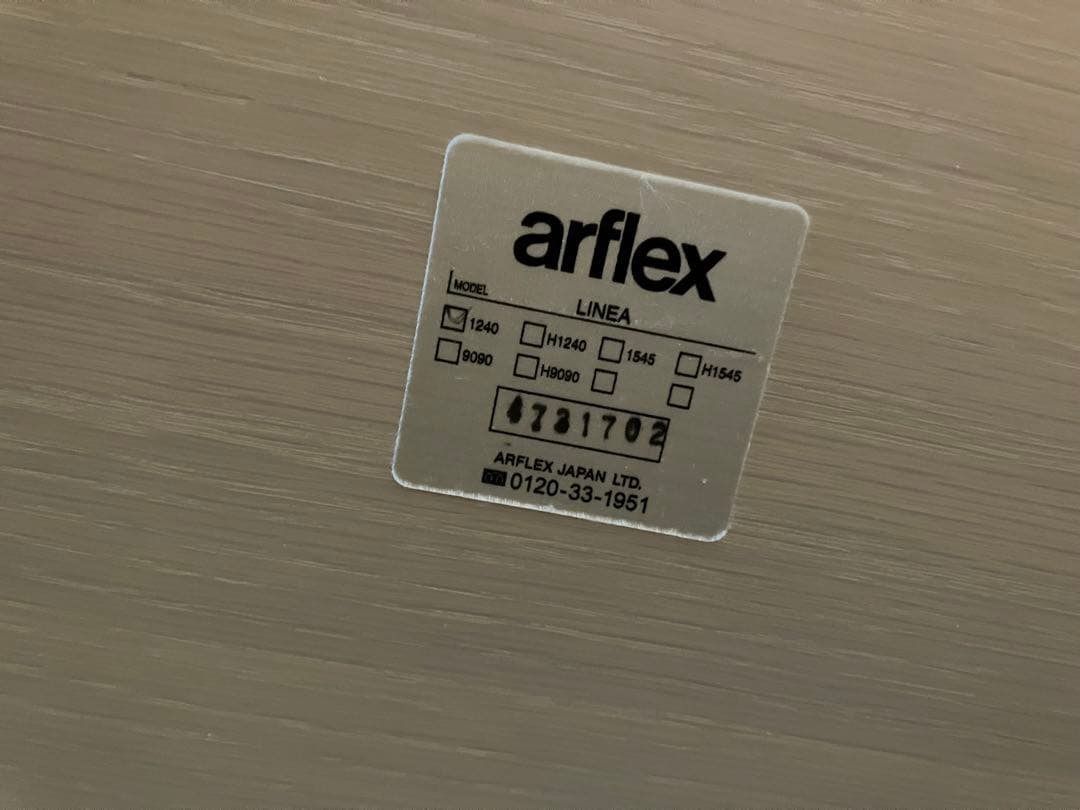 arflex
MODEL LINEA
☑ 1240 ☐ H1240 ☐ 1545 ☐ H1545
☐ 9090 ☐ H9090 ☐ ☐
4731702
ARFLEX JAPAN LTD.
0120-33-1951